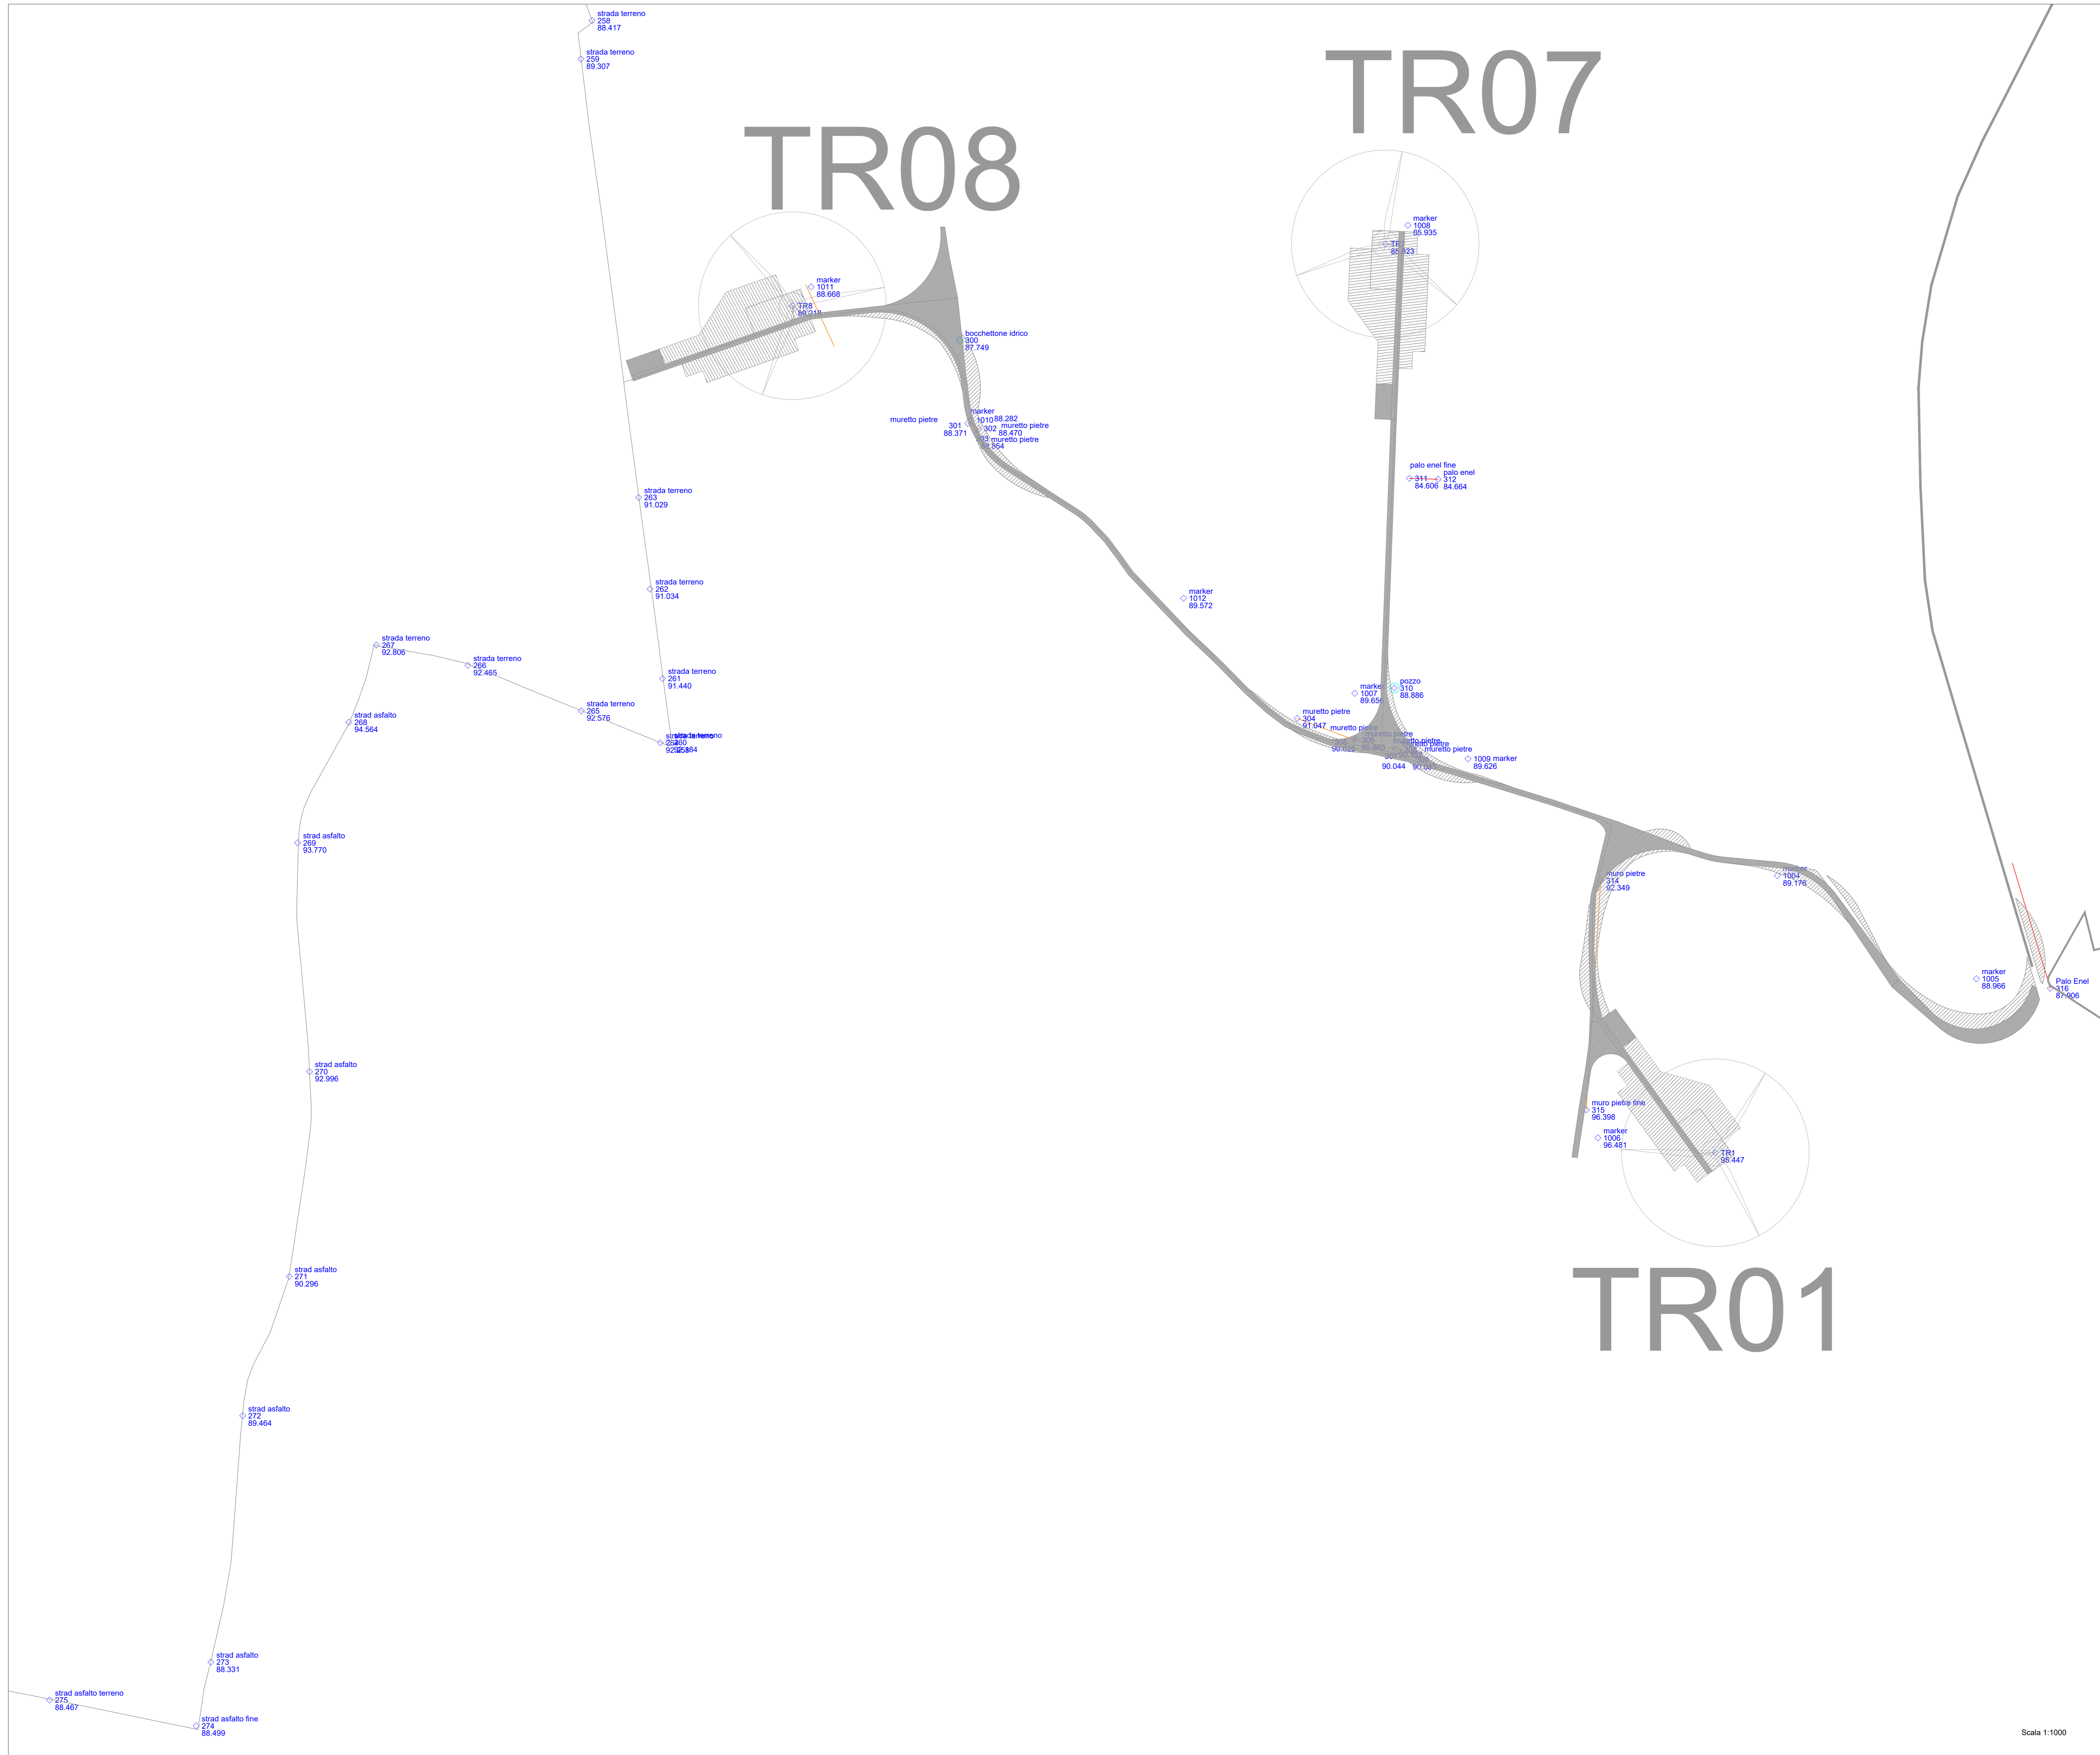 strada terreno
258
88.417
strada terreno
259
89.307
TR07
TR08
marker
1008
85.935
marker
1011
88.668
TR8
bocchettone idrico
300
87.749
marker
muretto pietre
301
88.371
1010
88.282
302
muretto pietre
88.470
muretto pietre
palo enel fine
311
84.606
palo enel
312
84.664
strada terreno
263
91.029
strada terreno
262
91.034
marker
1012
89.572
strada terreno
267
92.806
strada terreno
266
92.465
strada terreno
261
91.440
strada terreno
265
92.576
pozzo
310
88.886
marker
1007
muretto pietre
304
91.047
muretto pietre
muretto pietre
muretto pietre
muretto pietre
90.044
1009 marker
89.626
strad asfalto
268
94.564
strad asfalto
269
93.770
muro pietre
314
92.349
marker
1004
89.176
marker
1005
88.966
Palo Enel
316
87.906
strad asfalto
270
92.996
muro pietre fine
315
96.398
marker
1006
96.481
TR1
95.447
TR01
strad asfalto
271
90.296
strad asfalto
272
89.464
strad asfalto
273
88.331
strad asfalto terreno
275
88.467
strad asfalto fine
274
88.499
Scala 1:1000